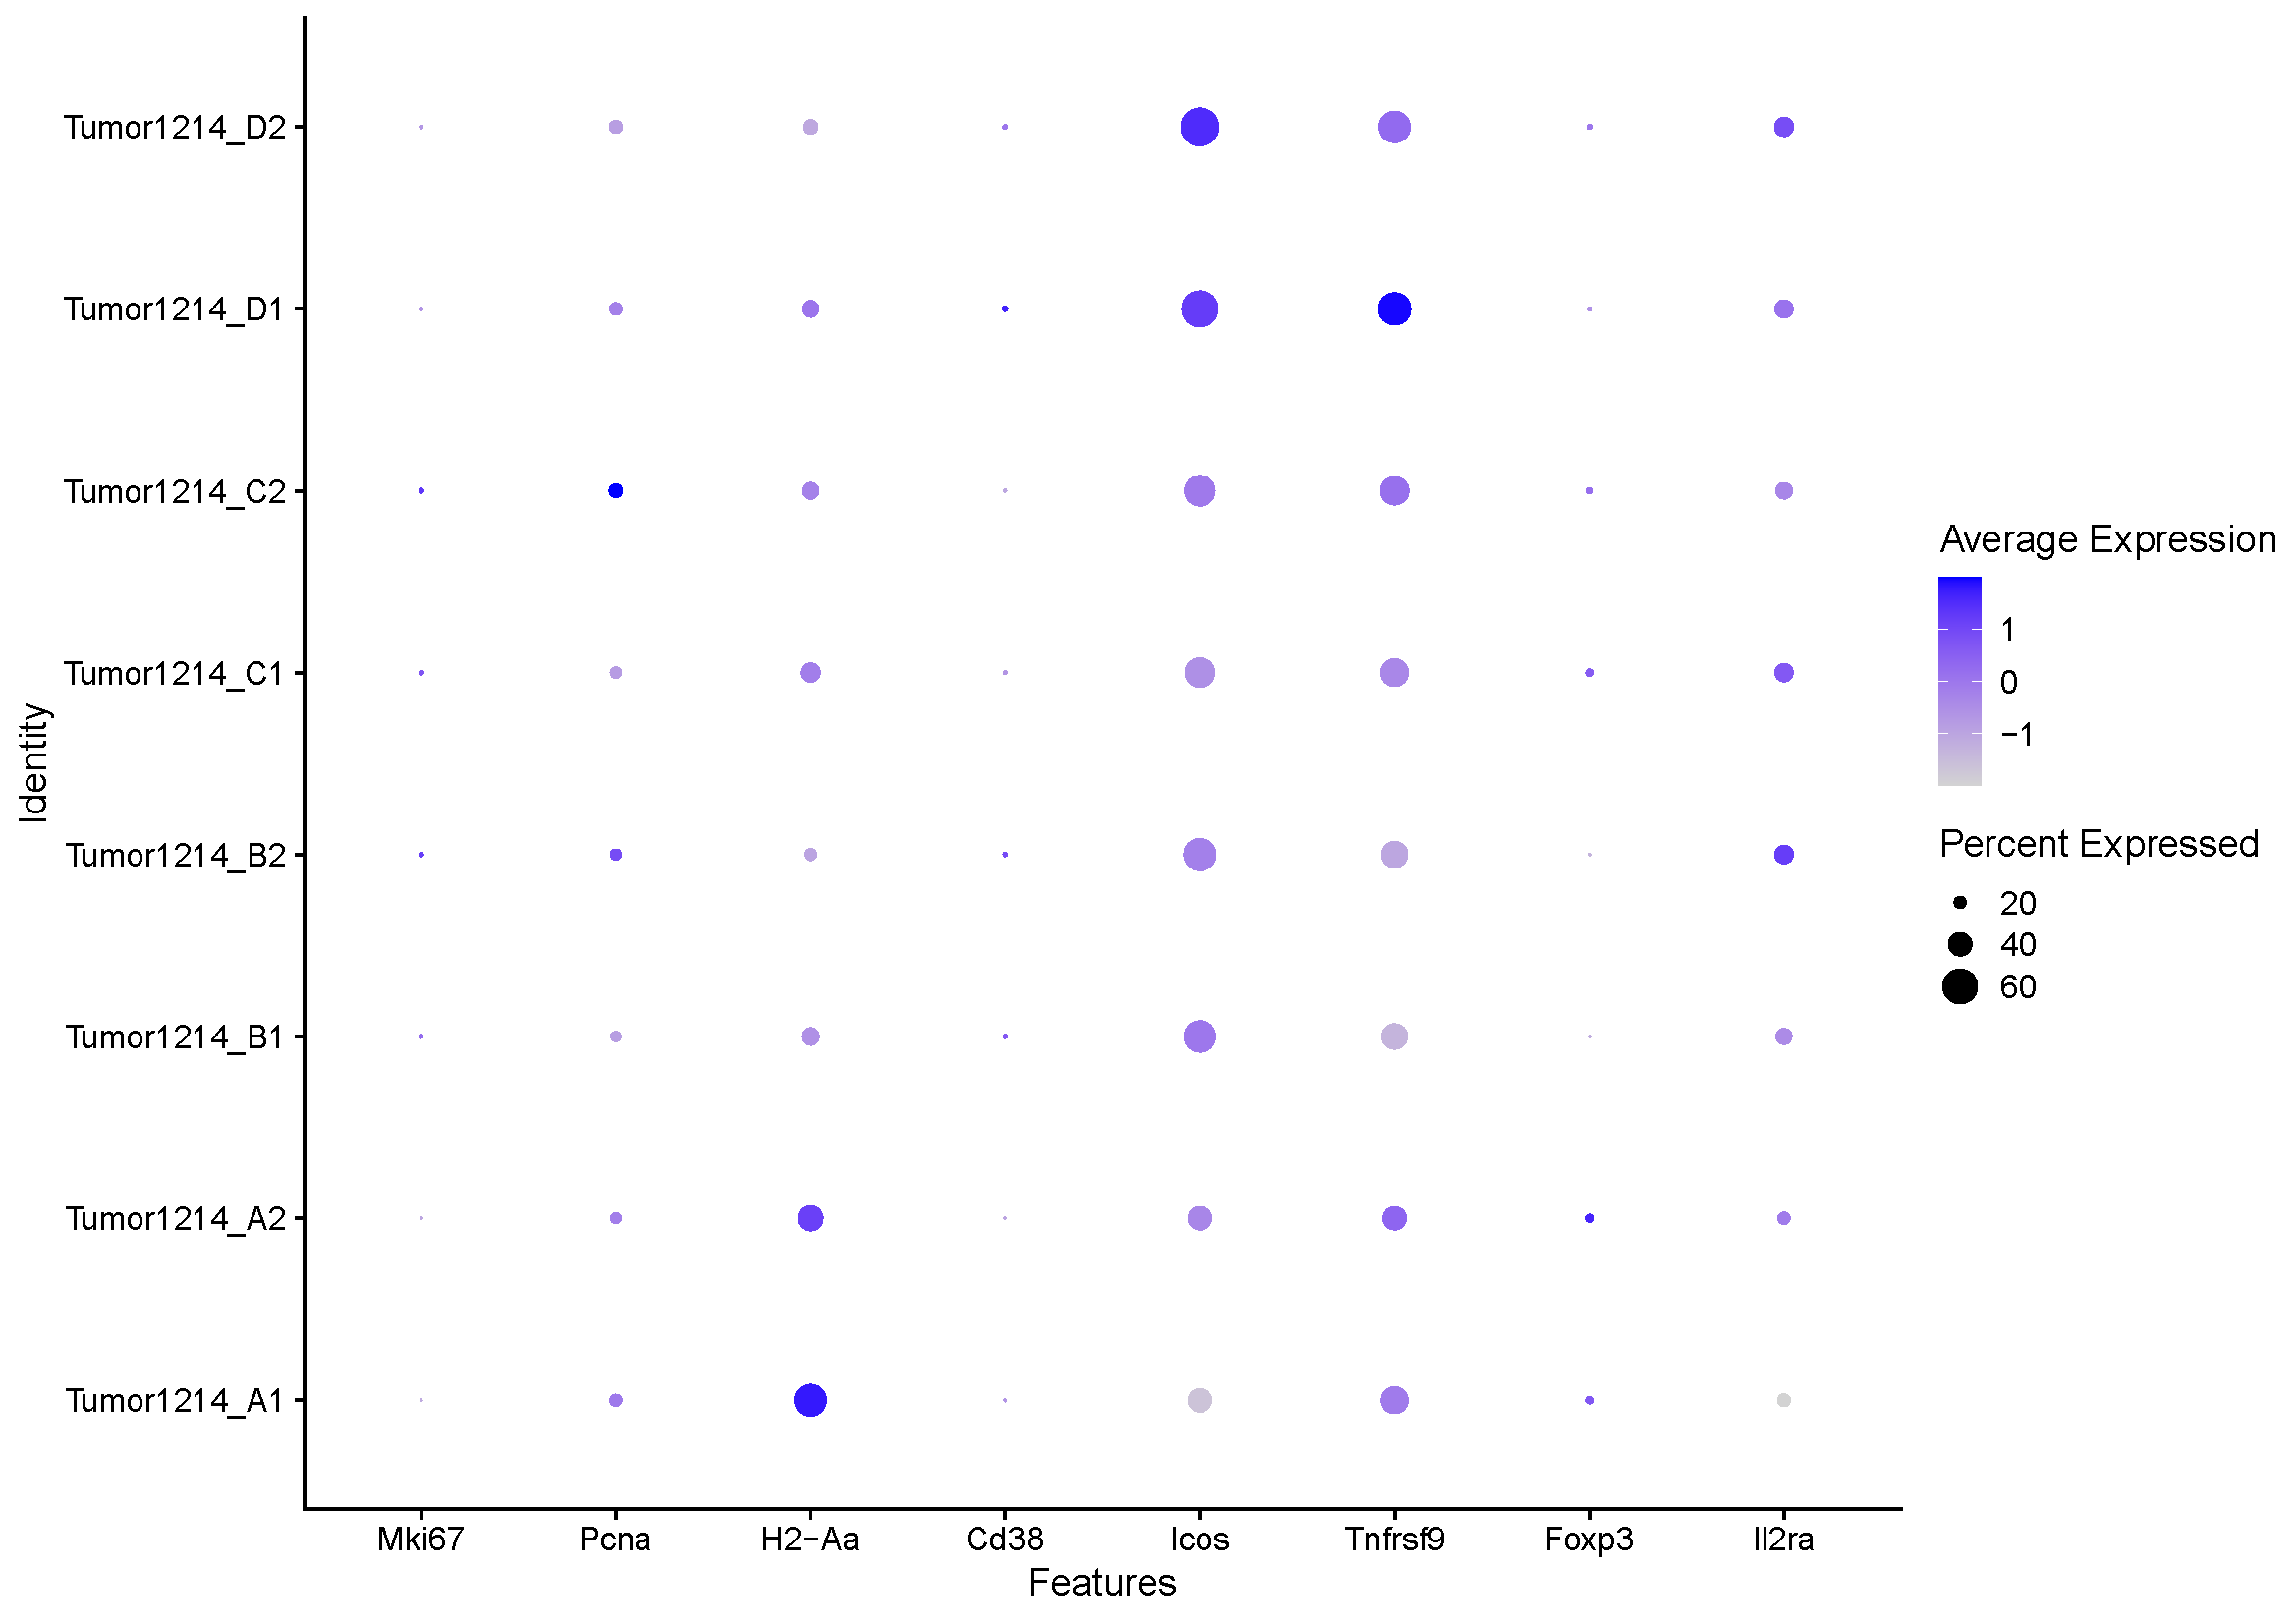 Tumor1214_D2
Tumor1214_D1
Tumor1214_C2
Tumor1214_C1
Tumor1214_B2
Tumor1214_B1
Tumor1214_A2
Tumor1214_A1
Identity
Mki67 Pcna H2−Aa Cd38 Icos Tnfrsf9 Foxp3 Il2ra
Features
Average Expression
1
0
−1
Percent Expressed
20
40
60